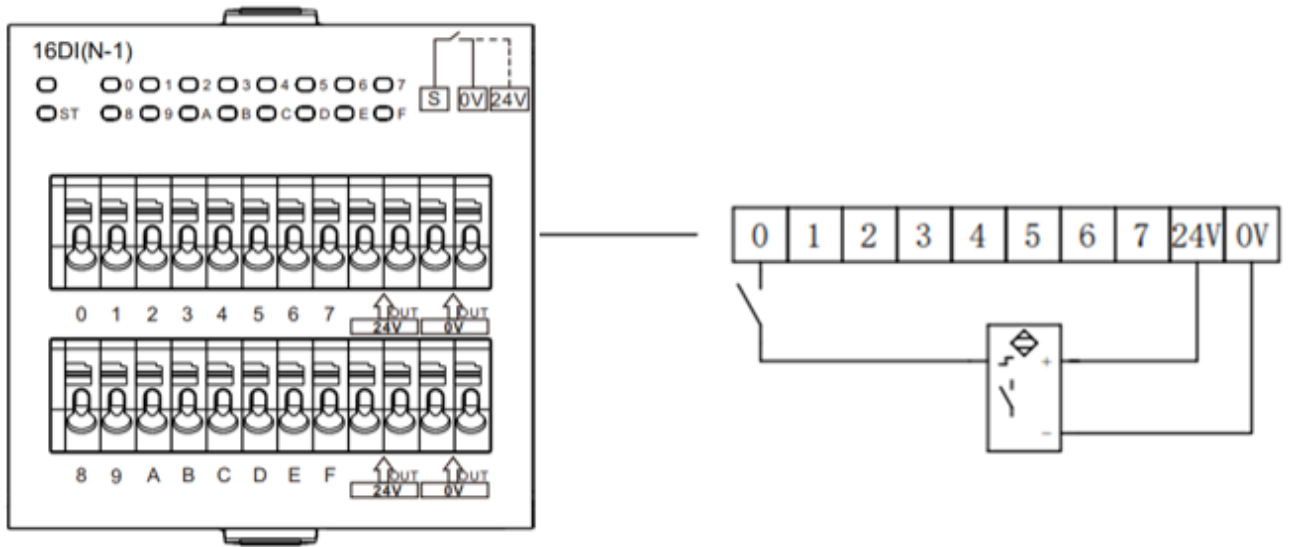 16DI(N-1)
0 1 2 3 4 5 6 7
ST 8 9 A B C D E F
S 0V 24V
0 1 2 3 4 5 6 7 OUT OUT
24V 0V
8 9 A B C D E F OUT OUT
24V 0V
0 1 2 3 4 5 6 7 24V 0V
+
−